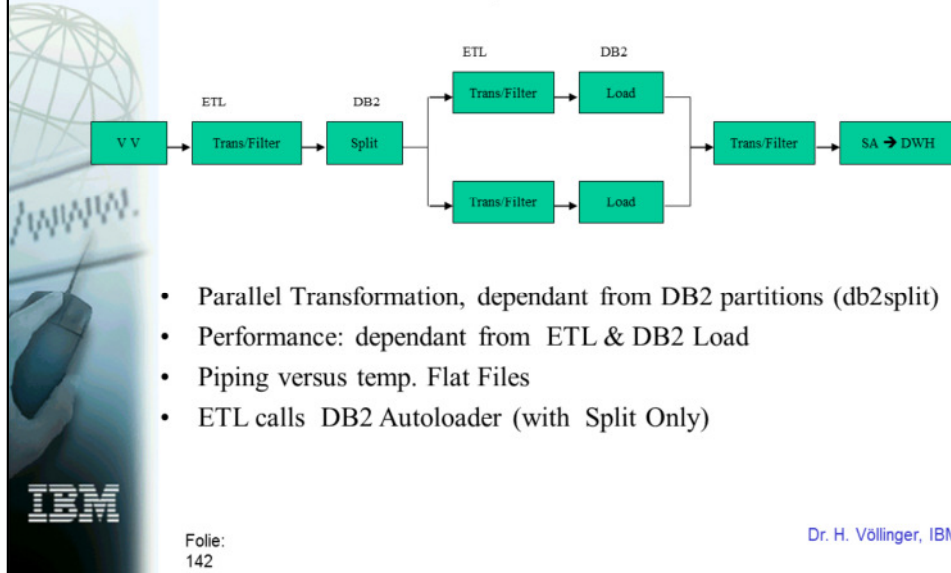 ETL
DB2
Trans/Filter
Load
ETL
DB2
V V
Trans/Filter
Split
Trans/Filter
SA ➔ DWH
Trans/Filter
Load
• Parallel Transformation, dependant from DB2 partitions (db2split)
• Performance: dependant from ETL & DB2 Load
• Piping versus temp. Flat Files
• ETL calls DB2 Autoloader (with Split Only)
IBM
Folie:
142
Dr. H. Völlinger, IBM